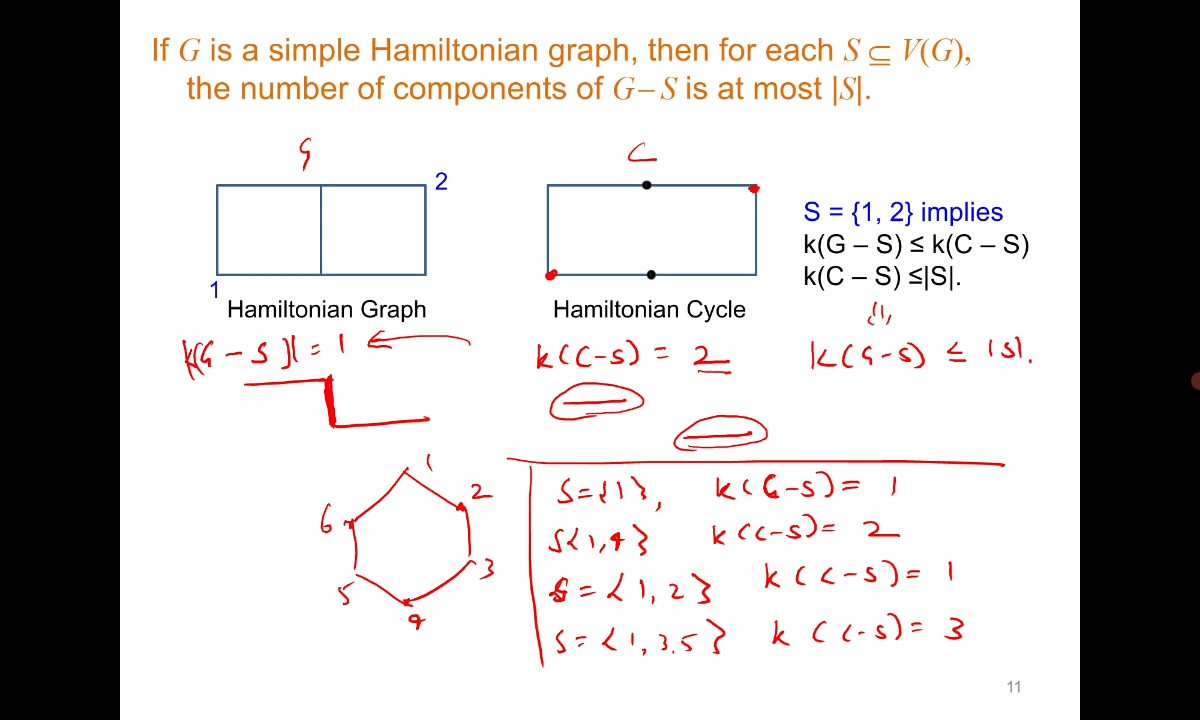 If G is a simple Hamiltonian graph, then for each S ⊆ V(G),
the number of components of G – S is at most |S|.
G
C
2
1
S = {1, 2} implies
k(G – S) ≤ k(C – S)
k(C – S) ≤|S|.
Hamiltonian Graph
Hamiltonian Cycle
k(G - S) = 1 ←
k(C-S) = 2
k(G-S) ≤ |S|.
1
2
3
4
5
6
S={1}, k(C-S)= 1
S{1,4} k(C-S)= 2
S = {1, 2} k(C-S)= 1
S = {1, 3.5} k(C-S)= 3
11